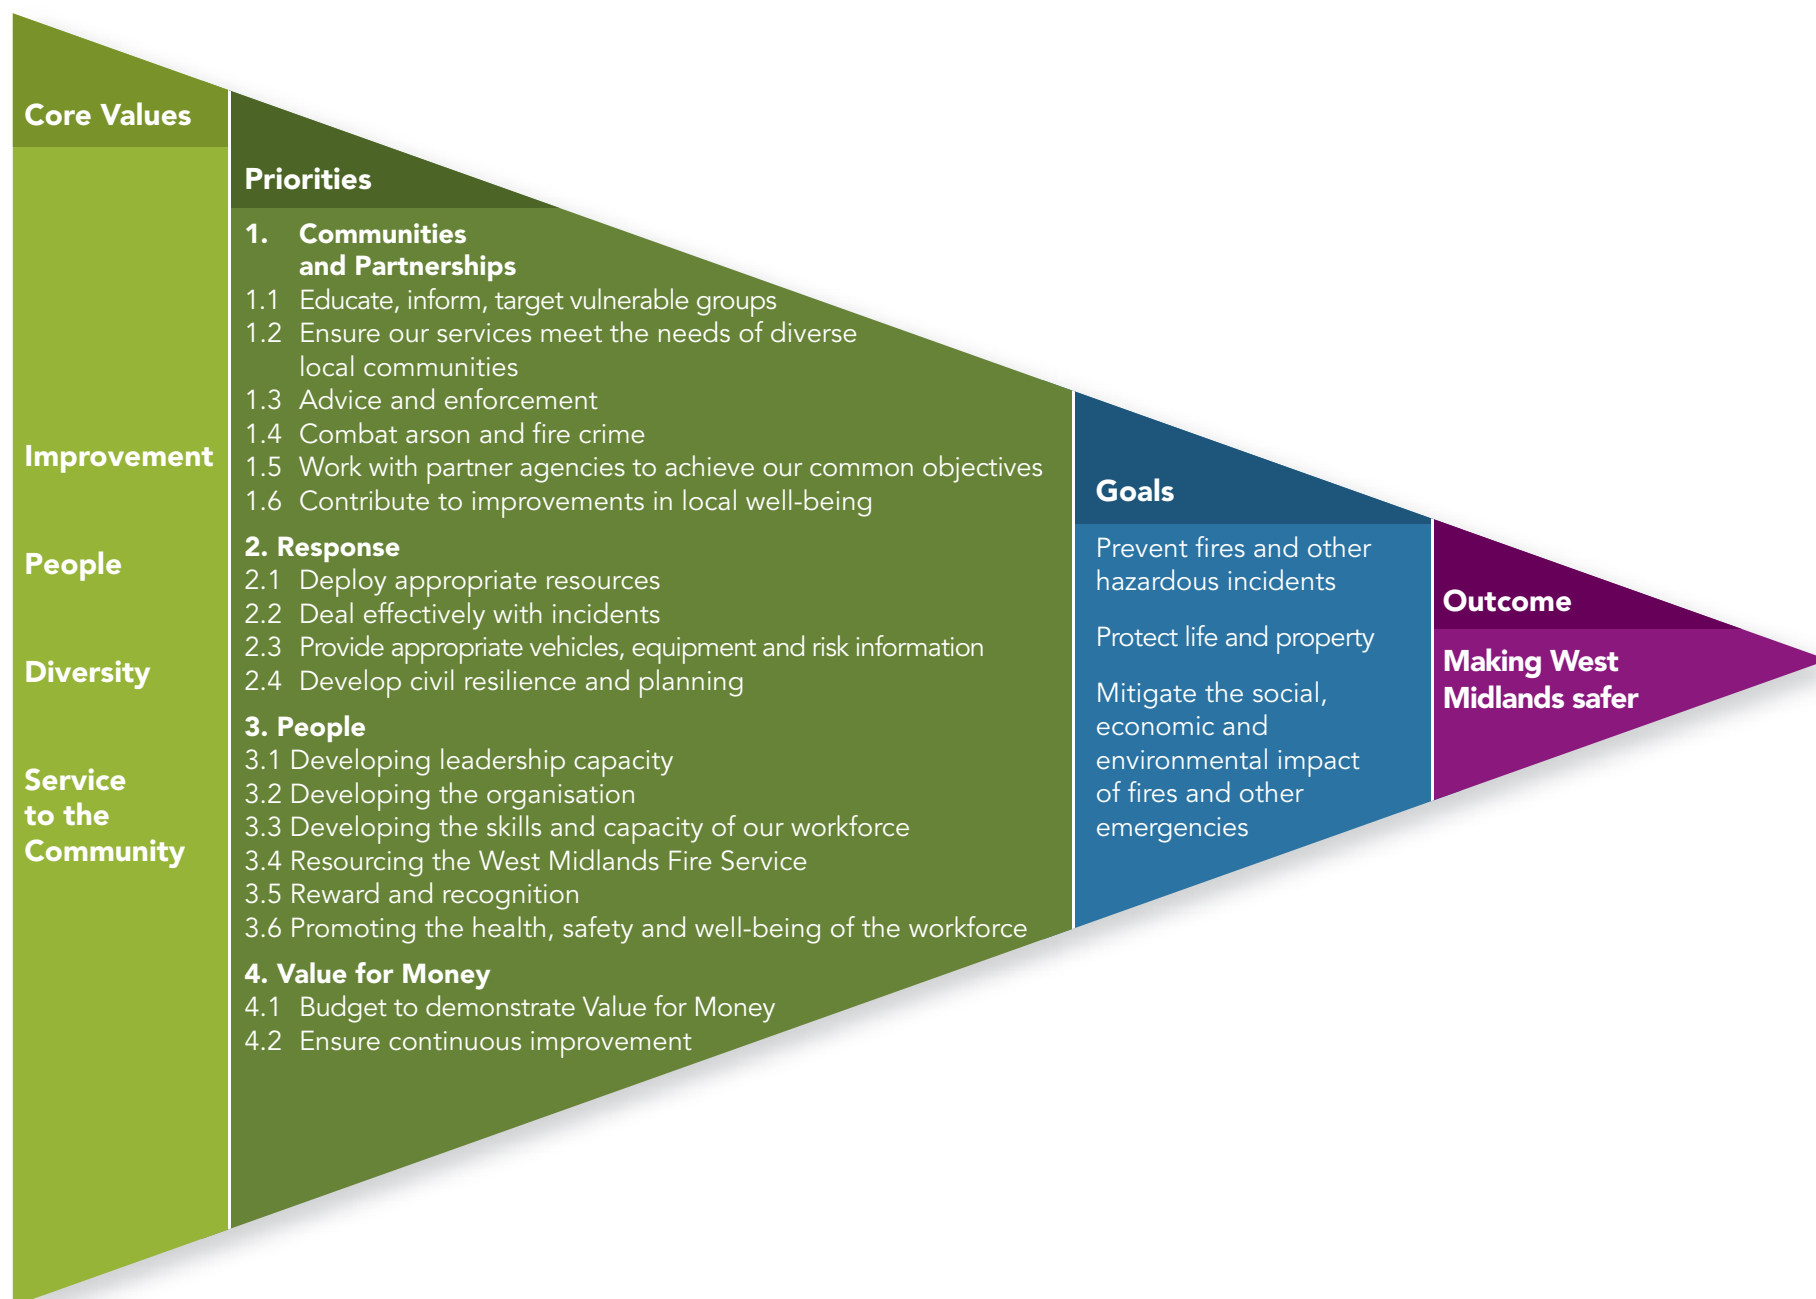 Core Values
Improvement
People
Diversity
Service
to the
Community
Priorities
1. Communities
and Partnerships
1.1 Educate, inform, target vulnerable groups
1.2 Ensure our services meet the needs of diverse
local communities
1.3 Advice and enforcement
1.4 Combat arson and fire crime
1.5 Work with partner agencies to achieve our common objectives
1.6 Contribute to improvements in local well-being
2. Response
2.1 Deploy appropriate resources
2.2 Deal effectively with incidents
2.3 Provide appropriate vehicles, equipment and risk information
2.4 Develop civil resilience and planning
3. People
3.1 Developing leadership capacity
3.2 Developing the organisation
3.3 Developing the skills and capacity of our workforce
3.4 Resourcing the West Midlands Fire Service
3.5 Reward and recognition
3.6 Promoting the health, safety and well-being of the workforce
4. Value for Money
4.1 Budget to demonstrate Value for Money
4.2 Ensure continuous improvement
Goals
Prevent fires and other
hazardous incidents
Protect life and property
Mitigate the social,
economic and
environmental impact
of fires and other
emergencies
Outcome
Making West
Midlands safer